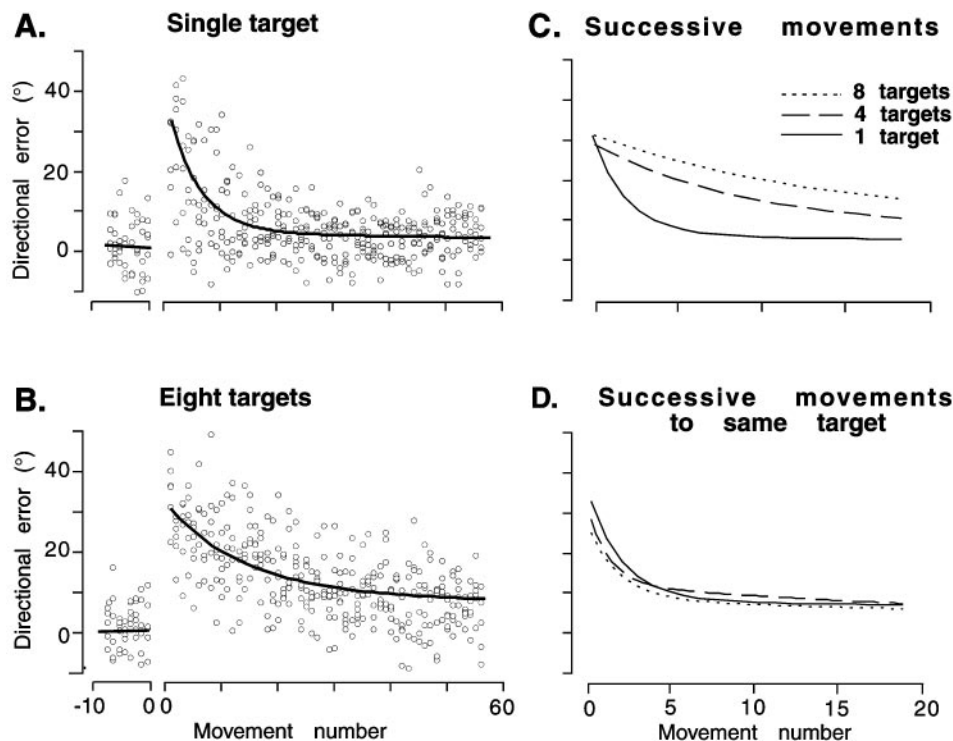 A.
Single target
Directional error (°)
40
20
0
C.
Successive movements
8 targets
4 targets
1 target
B.
Eight targets
Directional error (°)
40
20
0
-10 0 0 60
Movement number
D.
Successive movements
to same target
0 5 10 15 20
Movement number